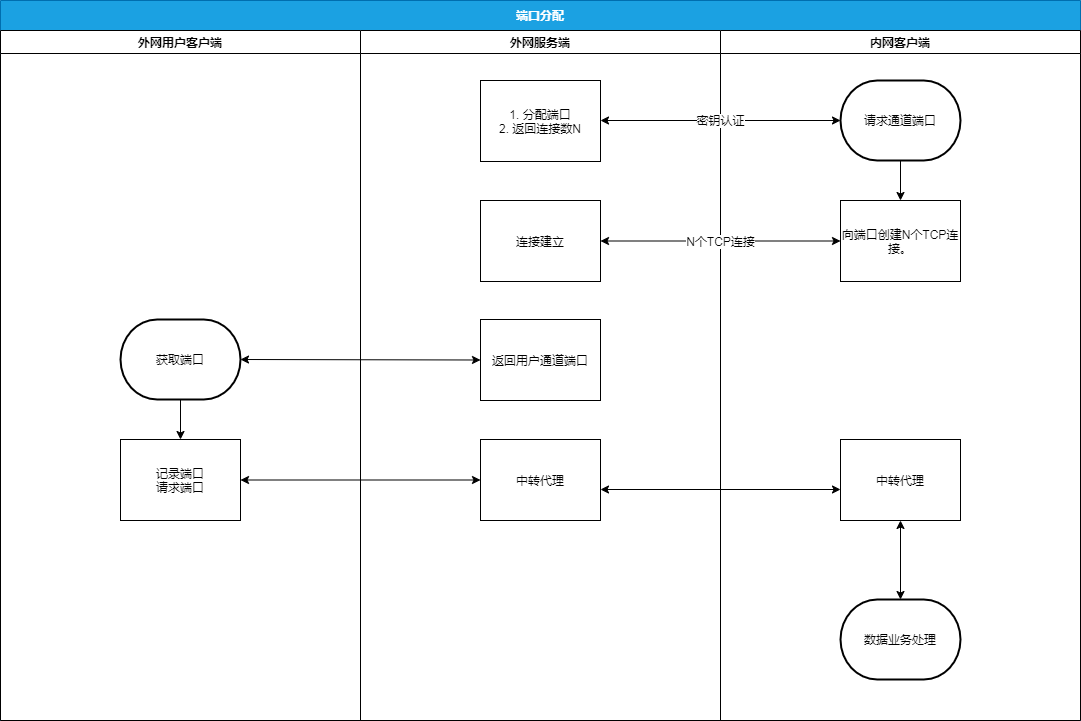 端口分配
外网用户客户端
外网服务端
内网客户端
1. 分配端口
2. 返回连接数N
密钥认证
请求通道端口
连接建立
N个TCP连接
向端口创建N个TCP连
接。
获取端口
返回用户通道端口
记录端口
请求端口
中转代理
中转代理
数据业务处理